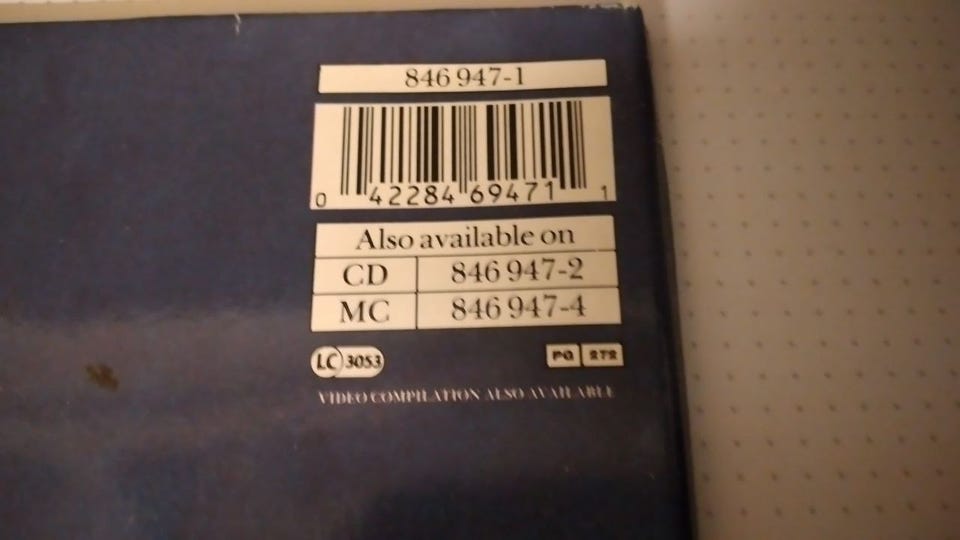 846 947-1
0 42284 69471 1
Also available on
CD 846 947-2
MC 846 947-4
LC 3053 PG 272
VIDEO COMPILATION ALSO AVAILABLE